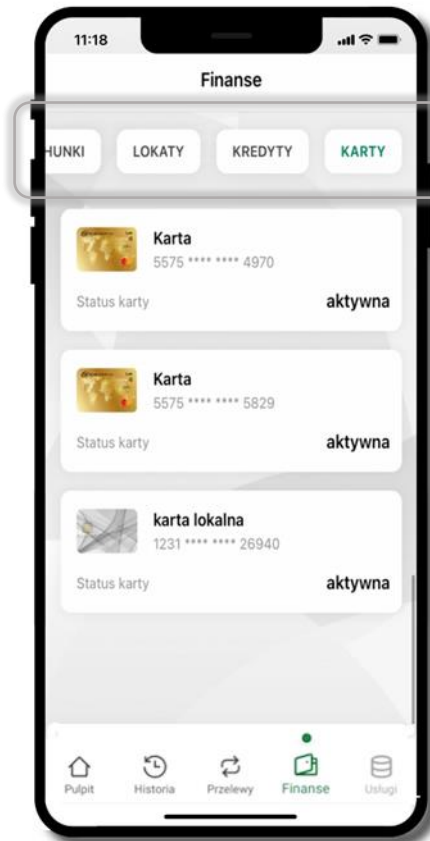 11:18
Finanse
HUNKI LOKATY KREDYTY KARTY
Karta
5575 **** **** 4970
Status karty aktywna
Karta
5575 **** **** 5829
Status karty aktywna
karta lokalna
1231 **** **** 26940
Status karty aktywna
Pulpit Historia Przelewy Finanse Usługi